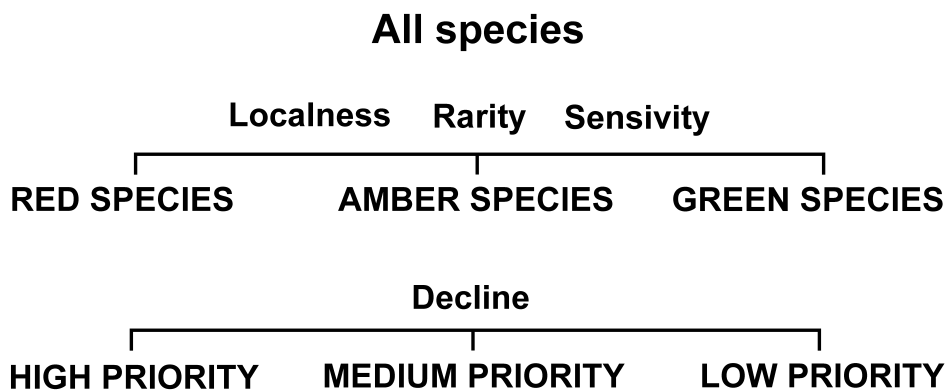 All species
Localness Rarity Sensivity
RED SPECIES AMBER SPECIES GREEN SPECIES
Decline
HIGH PRIORITY MEDIUM PRIORITY LOW PRIORITY